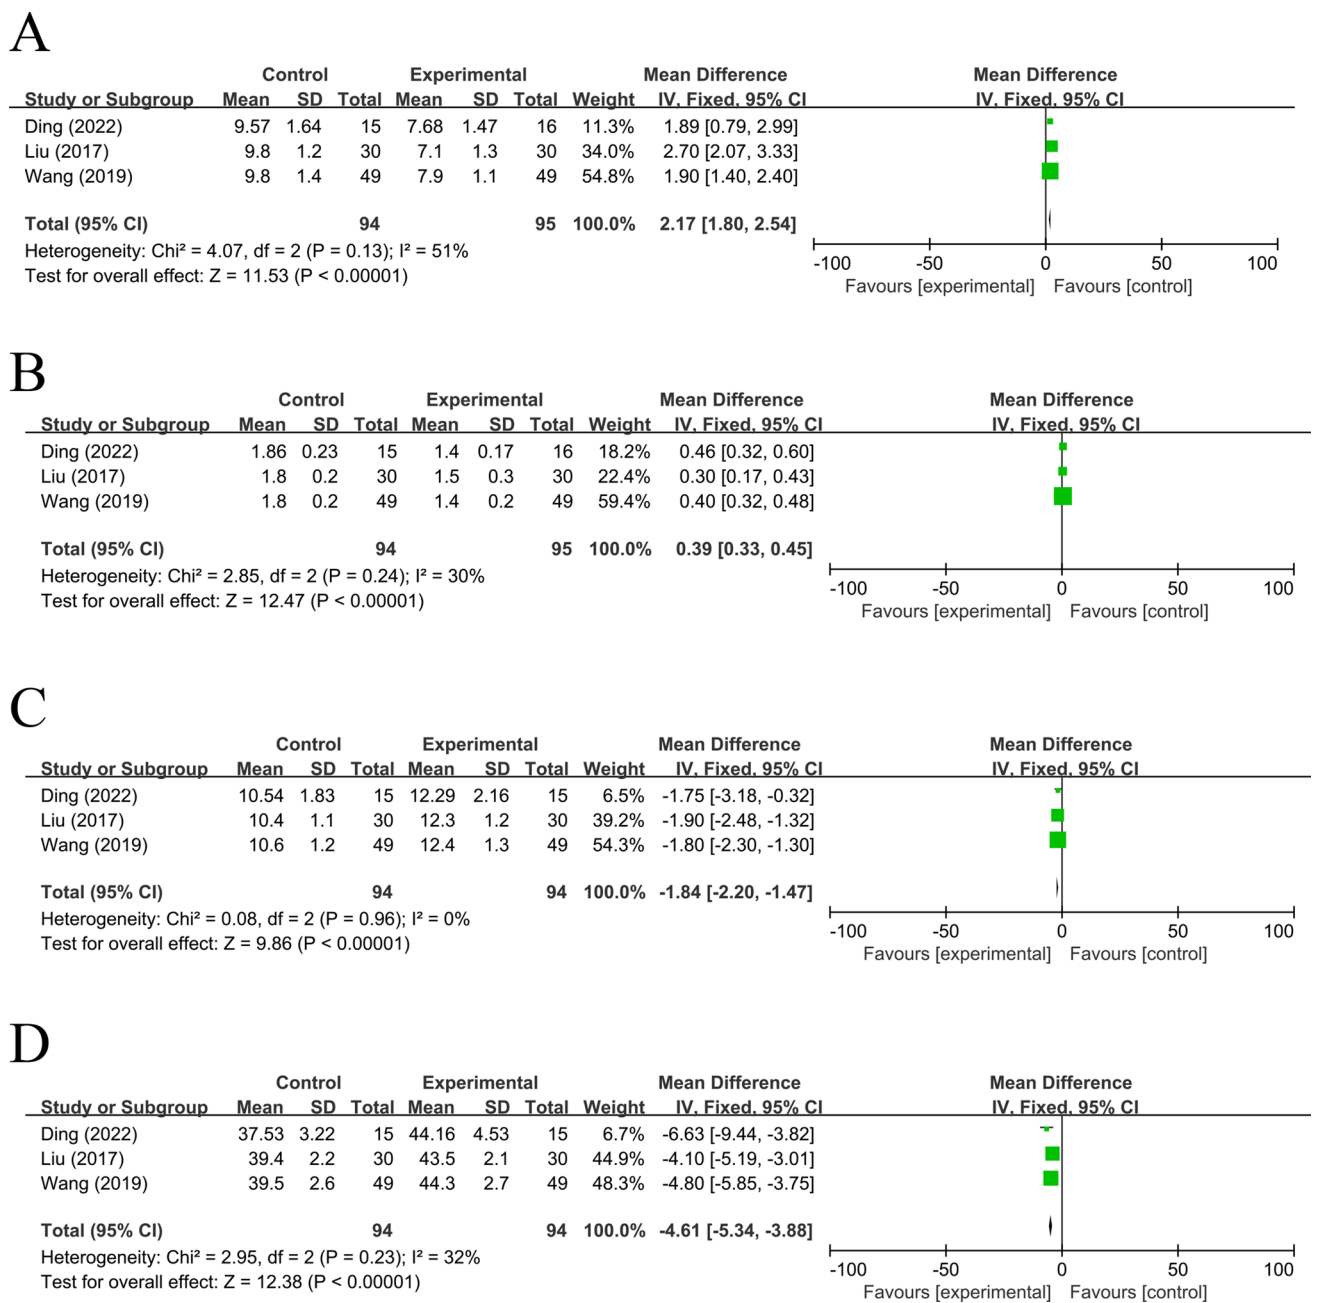 A
Control Experimental Mean Difference Mean Difference
Study or Subgroup Mean SD Total Mean SD Total Weight IV, Fixed, 95% CI IV, Fixed, 95% CI
Ding (2022) 9.57 1.64 15 7.68 1.47 16 11.3% 1.89 [0.79, 2.99]
Liu (2017) 9.8 1.2 30 7.1 1.3 30 34.0% 2.70 [2.07, 3.33]
Wang (2019) 9.8 1.4 49 7.9 1.1 49 54.8% 1.90 [1.40, 2.40]
Total (95% CI) 94 95 100.0% 2.17 [1.80, 2.54]
Heterogeneity: Chi² = 4.07, df = 2 (P = 0.13); I² = 51%
Test for overall effect: Z = 11.53 (P < 0.00001)
-100 -50 0 50 100
Favours [experimental] Favours [control]
B
Control Experimental Mean Difference Mean Difference
Study or Subgroup Mean SD Total Mean SD Total Weight IV, Fixed, 95% CI IV, Fixed, 95% CI
Ding (2022) 1.86 0.23 15 1.4 0.17 16 18.2% 0.46 [0.32, 0.60]
Liu (2017) 1.8 0.2 30 1.5 0.3 30 22.4% 0.30 [0.17, 0.43]
Wang (2019) 1.8 0.2 49 1.4 0.2 49 59.4% 0.40 [0.32, 0.48]
Total (95% CI) 94 95 100.0% 0.39 [0.33, 0.45]
Heterogeneity: Chi² = 2.85, df = 2 (P = 0.24); I² = 30%
Test for overall effect: Z = 12.47 (P < 0.00001)
-100 -50 0 50 100
Favours [experimental] Favours [control]
C
Control Experimental Mean Difference Mean Difference
Study or Subgroup Mean SD Total Mean SD Total Weight IV, Fixed, 95% CI IV, Fixed, 95% CI
Ding (2022) 10.54 1.83 15 12.29 2.16 15 6.5% -1.75 [-3.18, -0.32]
Liu (2017) 10.4 1.1 30 12.3 1.2 30 39.2% -1.90 [-2.48, -1.32]
Wang (2019) 10.6 1.2 49 12.4 1.3 49 54.3% -1.80 [-2.30, -1.30]
Total (95% CI) 94 94 100.0% -1.84 [-2.20, -1.47]
Heterogeneity: Chi² = 0.08, df = 2 (P = 0.96); I² = 0%
Test for overall effect: Z = 9.86 (P < 0.00001)
-100 -50 0 50 100
Favours [experimental] Favours [control]
D
Control Experimental Mean Difference Mean Difference
Study or Subgroup Mean SD Total Mean SD Total Weight IV, Fixed, 95% CI IV, Fixed, 95% CI
Ding (2022) 37.53 3.22 15 44.16 4.53 15 6.7% -6.63 [-9.44, -3.82]
Liu (2017) 39.4 2.2 30 43.5 2.1 30 44.9% -4.10 [-5.19, -3.01]
Wang (2019) 39.5 2.6 49 44.3 2.7 49 48.3% -4.80 [-5.85, -3.75]
Total (95% CI) 94 94 100.0% -4.61 [-5.34, -3.88]
Heterogeneity: Chi² = 2.95, df = 2 (P = 0.23); I² = 32%
Test for overall effect: Z = 12.38 (P < 0.00001)
-100 -50 0 50 100
Favours [experimental] Favours [control]